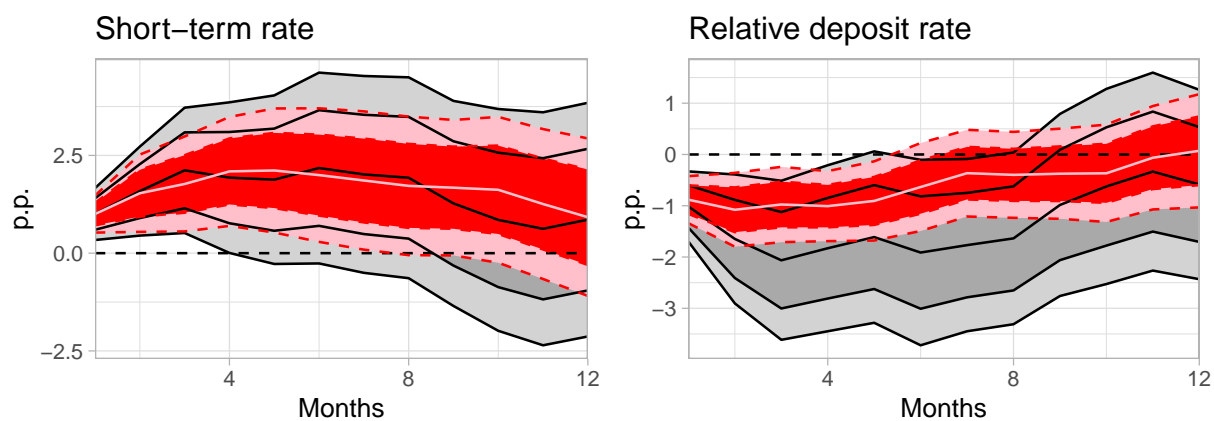 Short−term rate
p.p.
2.5
0.0
−2.5
4
8
12
Months
Relative deposit rate
p.p.
1
0
−1
−2
−3
4
8
12
Months